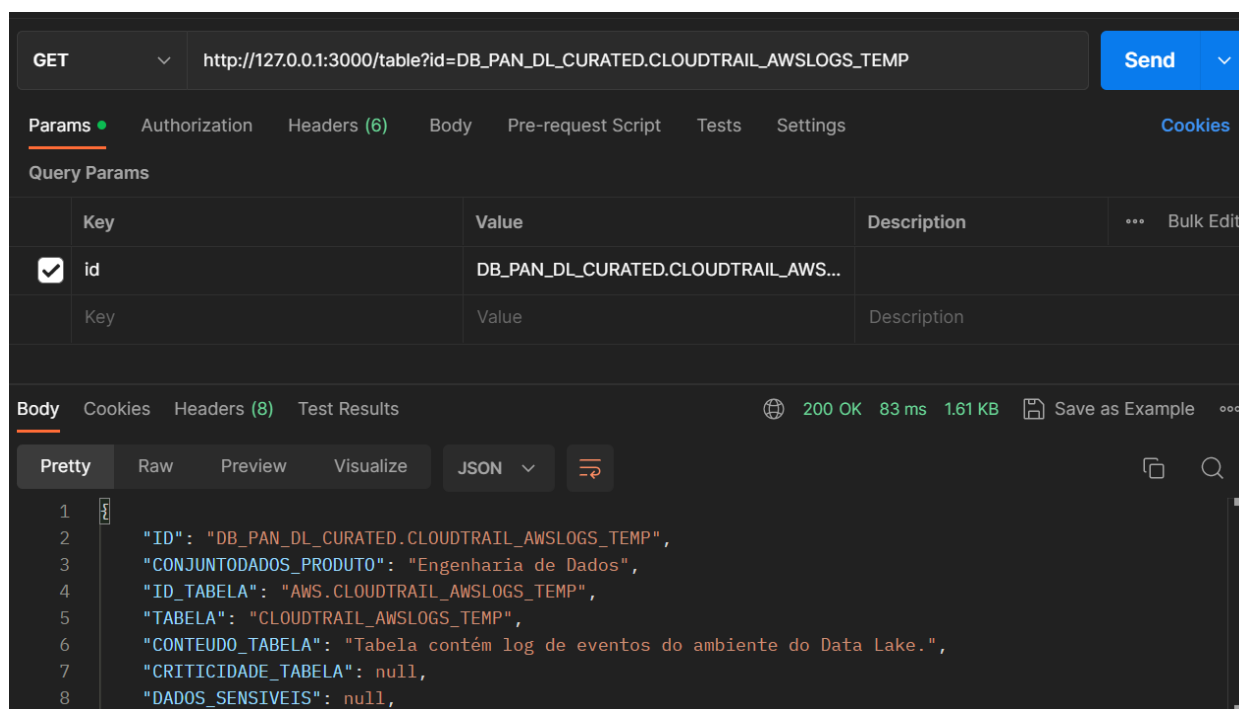 GET http://127.0.0.1:3000/table?id=DB_PAN_DL_CURATED.CLOUDTRAIL_AWSLOGS_TEMP Send
Params Authorization Headers (6) Body Pre-request Script Tests Settings Cookies
Query Params
Key Value Description ••• Bulk Edit
id DB_PAN_DL_CURATED.CLOUDTRAIL_AWS...
Key Value Description
Body Cookies Headers (8) Test Results 200 OK 83 ms 1.61 KB Save as Example •••
Pretty Raw Preview Visualize JSON
1 {
2 "ID": "DB_PAN_DL_CURATED.CLOUDTRAIL_AWSLOGS_TEMP",
3 "CONJUNTODADOS_PRODUTO": "Engenharia de Dados",
4 "ID_TABELA": "AWS.CLOUDTRAIL_AWSLOGS_TEMP",
5 "TABELA": "CLOUDTRAIL_AWSLOGS_TEMP",
6 "CONTEUDO_TABELA": "Tabela contém log de eventos do ambiente do Data Lake.",
7 "CRITICIDADE_TABELA": null,
8 "DADOS_SENSIVEIS": null,